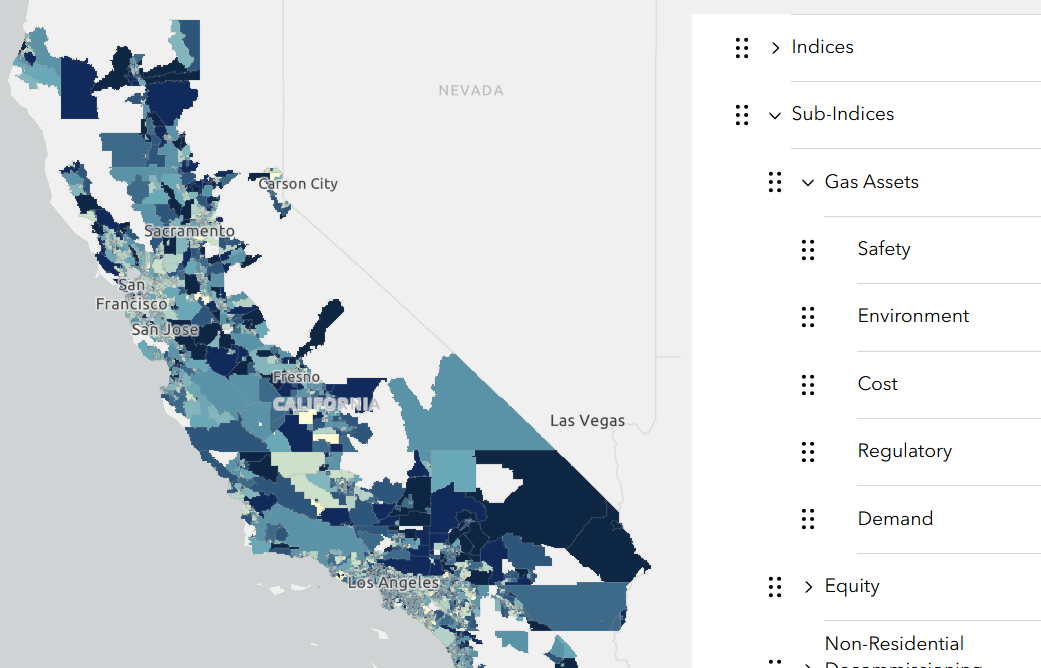 NEVADA
Carson City
Sacramento
San
Francisco
San Jose
Fresno
CALIFORNIA
Las Vegas
Los Angeles
Indices
Sub-Indices
Gas Assets
Safety
Environment
Cost
Regulatory
Demand
Equity
Non-Residential
Decommissioning